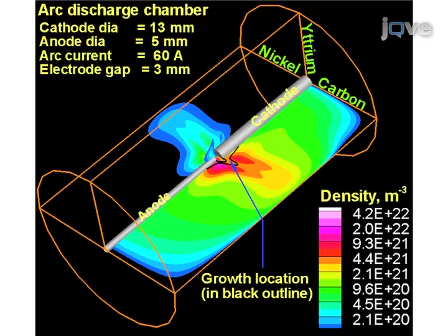 Arc discharge chamber
Cathode dia = 13 mm
Anode dia = 5 mm
Arc current = 60 A
Electrode gap = 3 mm
jove
Yttrium
Nickel
Carbon
Cathode
Anode
Growth location
(in black outline)
Density, m-3
4.2E+22
2.0E+22
9.3E+21
4.4E+21
2.1E+21
9.6E+20
4.5E+20
2.1E+20